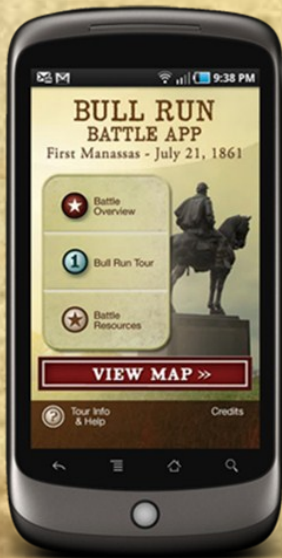 9:38 PM
BULL RUN
BATTLE APP
First Manassas - July 21, 1861
Battle
Overview
1
Bull Run Tour
Battle
Resources
VIEW MAP >>
?
Tour Info
& Help
Credits